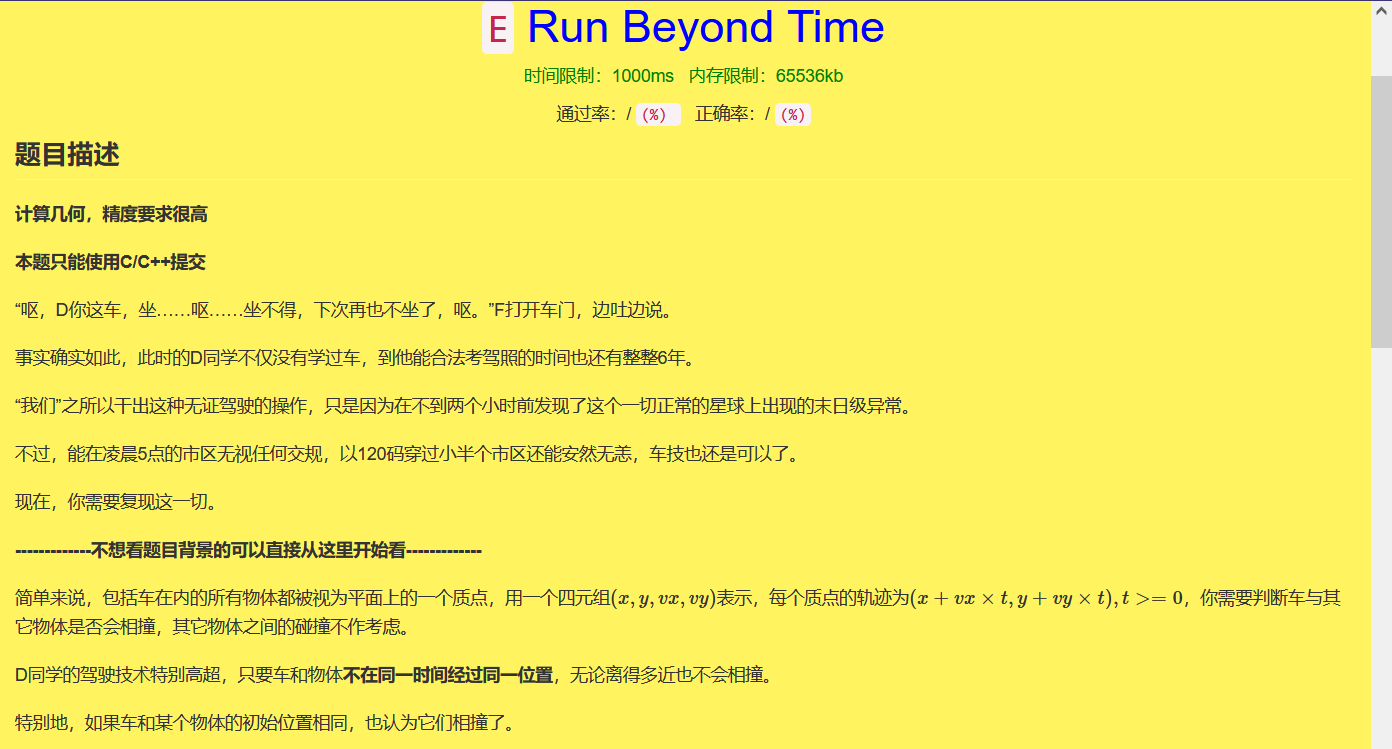 E Run Beyond Time
时间限制：1000ms 内存限制：65536kb
通过率：/ (%) 正确率：/ (%)
题目描述
计算几何，精度要求很高
本题只能使用C/C++提交
“呕，D你这车，坐……呕……坐不得，下次再也不坐了，呕。”F打开车门，边吐边说。
事实确实如此，此时的D同学不仅没有学过车，到他能合法考驾照的时间也还有整整6年。
“我们”之所以干出这种无证驾驶的操作，只是因为在不到两个小时前发现了这个一切正常的星球上出现的末日级异常。
不过，能在凌晨5点的市区无视任何交规，以120码穿过小半个市区还能安然无恙，车技也还是可以了。
现在，你需要复现这一切。
-------------不想看题目背景的可以直接从这里开始看-------------
简单来说，包括车在内的所有物体都被视为平面上的一个质点，用一个四元组(x, y, vx, vy)表示，每个质点的轨迹为(x + vx × t, y + vy × t), t >= 0，你需要判断车与其
它物体是否会相撞，其它物体之间的碰撞不作考虑。
D同学的驾驶技术特别高超，只要车和物体不在同一时间经过同一位置，无论离得多近也不会相撞。
特别地，如果车和某个物体的初始位置相同，也认为它们相撞了。